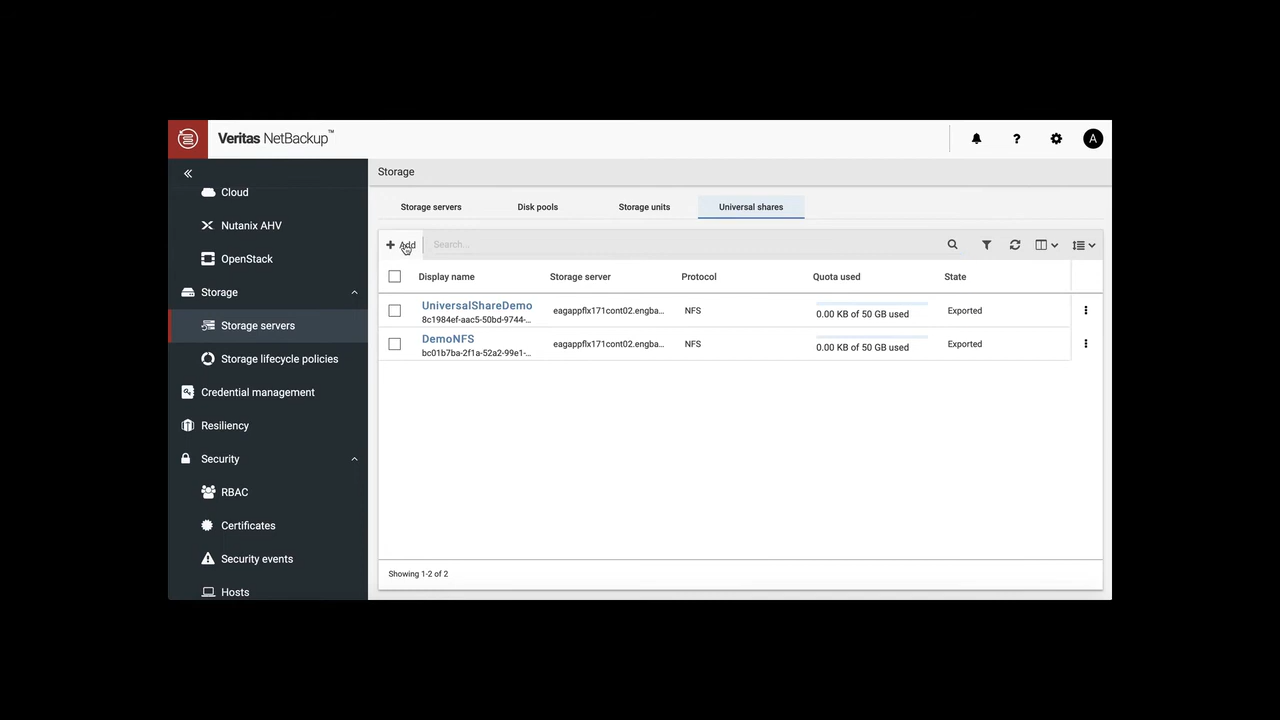 Veritas NetBackup™
A
Cloud
Nutanix AHV
OpenStack
Storage
Storage servers
Storage lifecycle policies
Credential management
Resiliency
Security
RBAC
Certificates
Security events
Hosts
Storage
Storage servers Disk pools Storage units Universal shares
Add Search...
Display name Storage server Protocol Quota used State
UniversalShareDemo
8c1984ef-aac5-50bd-9744-... eagappflx171cont02.engba... NFS 0.00 KB of 50 GB used Exported
DemoNFS
bc01b7ba-2f1a-52a2-99e1-... eagappflx171cont02.engba... NFS 0.00 KB of 50 GB used Exported
Showing 1-2 of 2